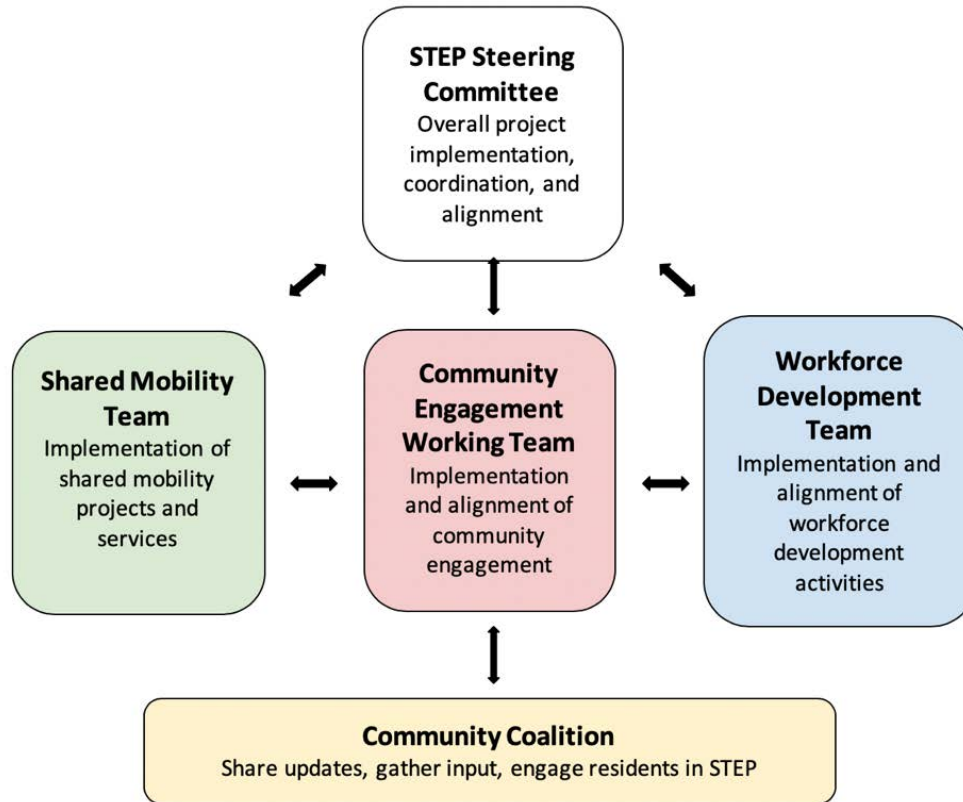 STEP Steering
Committee
Overall project
implementation,
coordination, and
alignment
Shared Mobility
Team
Implementation of
shared mobility
projects and
services
Community
Engagement
Working Team
Implementation
and alignment of
community
engagement
Workforce
Development
Team
Implementation and
alignment of
workforce
development
activities
Community Coalition
Share updates, gather input, engage residents in STEP